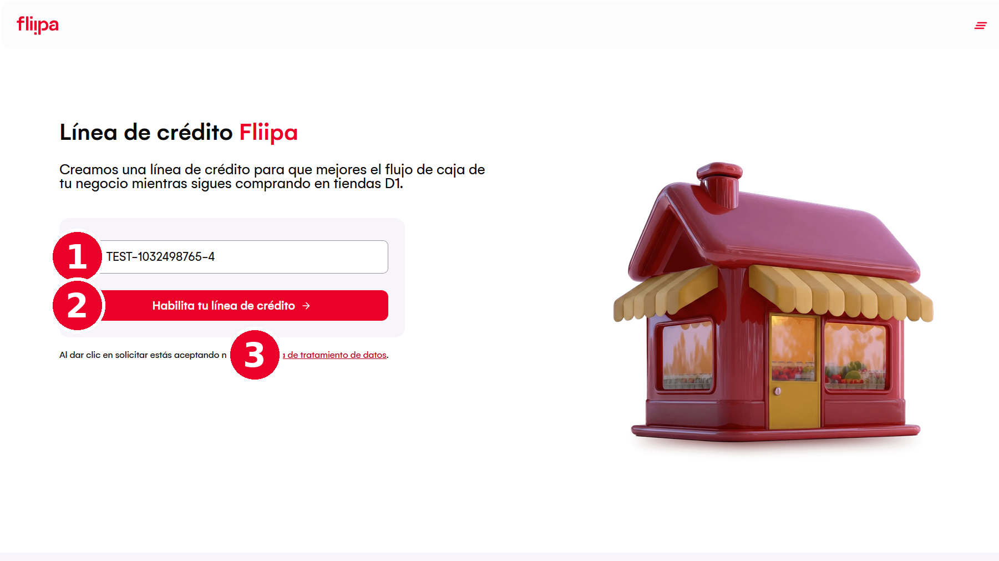 fliipa
Línea de crédito Fliipa
Creamos una línea de crédito para que mejores el flujo de caja de
tu negocio mientras sigues comprando en tiendas D1.
1
TEST-1032498765-4
2
Habilita tu línea de crédito →
Al dar clic en solicitar estás aceptando n 3 a de tratamiento de datos.